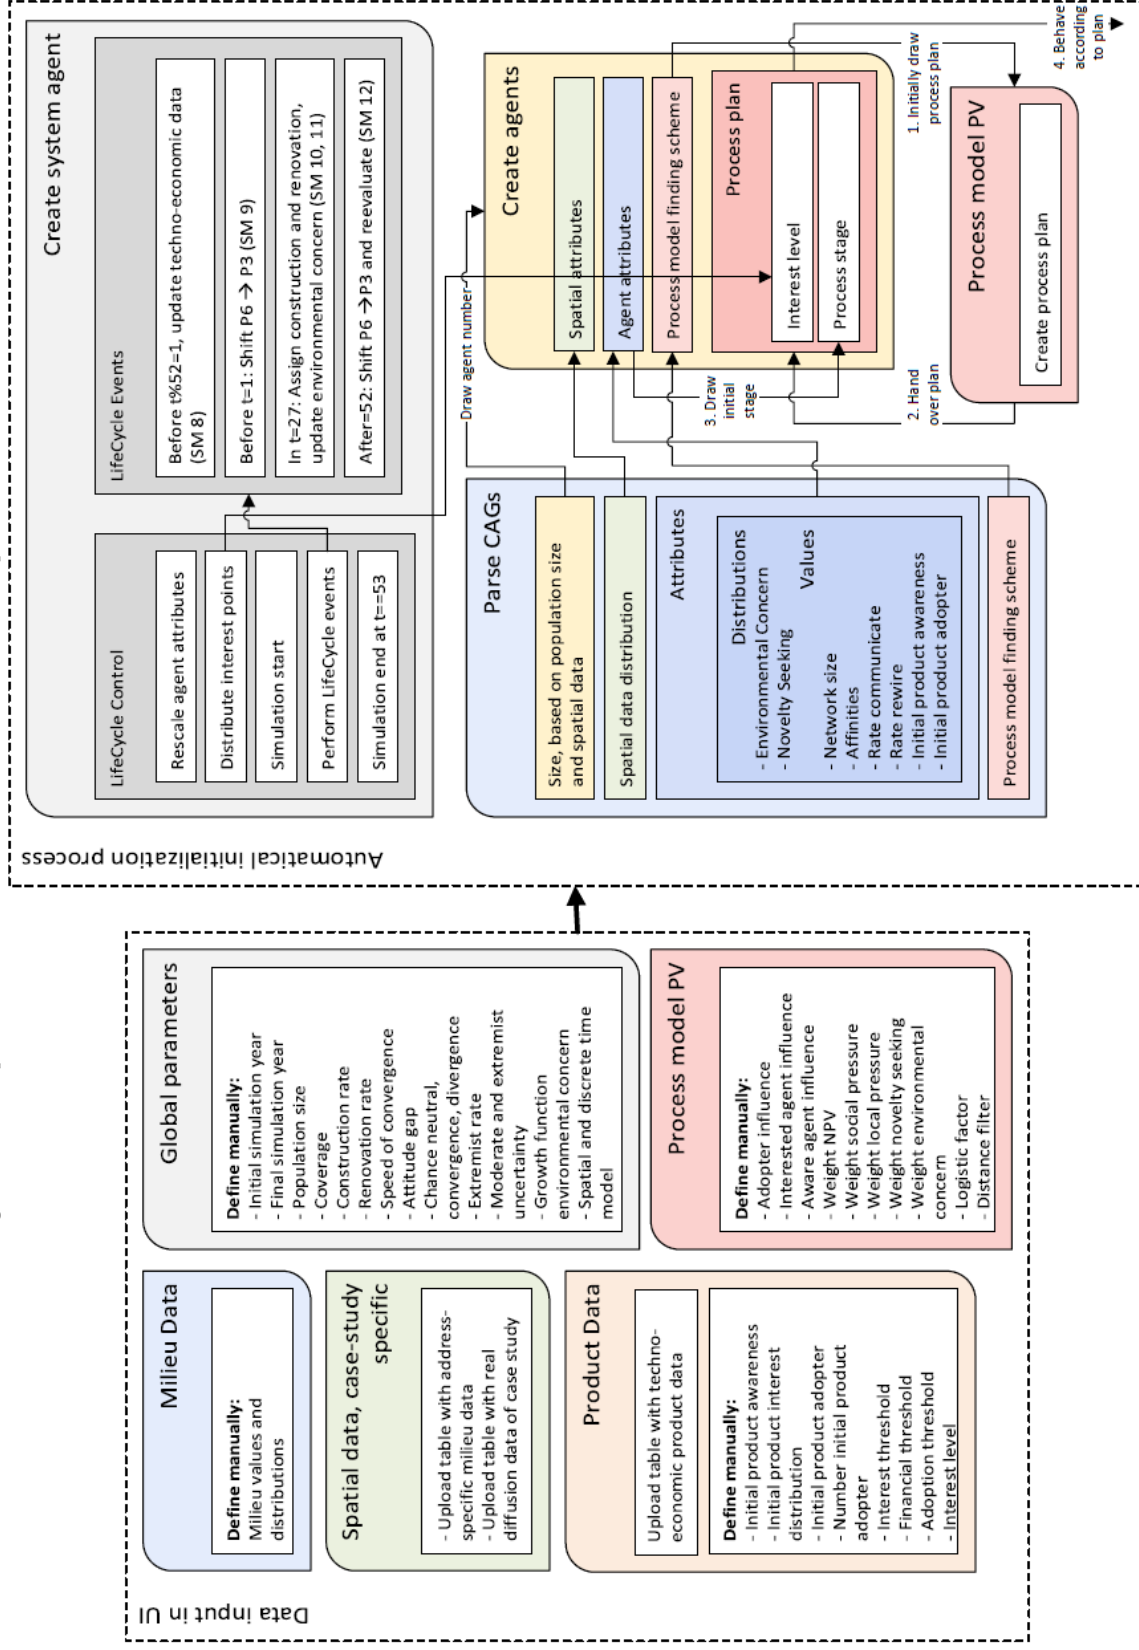 Data input in UI
Milieu Data
Define manually:
Milieu values and
distributions
Spatial data, case-study
specific
- Upload table with address-
specific milieu data
- Upload table with real
diffusion data of case study
Product Data
Upload table with techno-
economic product data
Define manually:
- Initial product awareness
- Initial product interest
distribution
- Initial product adopter
- Number initial product
adopter
- Interest threshold
- Financial threshold
- Adoption threshold
- Interest level
Global parameters
Define manually:
- Initial simulation year
- Final simulation year
- Population size
- Coverage
- Construction rate
- Renovation rate
- Speed of convergence
- Attitude gap
- Chance neutral,
convergence, divergence
- Extremist rate
- Moderate and extremist
uncertainty
- Growth function
environmental concern
- Spatial and discrete time
model
Process model PV
Define manually:
- Adopter influence
- Interested agent influence
- Aware agent influence
- Weight NPV
- Weight social pressure
- Weight local pressure
- Weight novelty seeking
- Weight environmental
concern
- Logistic factor
- Distance filter
Automatical initialization process
Create system agent
LifeCycle Control
Rescale agent attributes
Distribute interest points
Simulation start
Perform LifeCycle events
Simulation end at t==53
LifeCycle Events
Before t%52=1, update techno-economic data
(SM 8)
Before t=1: Shift P6 → P3 (SM 9)
In t=27: Assign construction and renovation,
update environmental concern (SM 10, 11)
After=52: Shift P6 →P3 and reevaluate (SM 12)
Parse CAGs
Size, based on population size
and spatial data
Spatial data distribution
Attributes
Distributions
- Environmental Concern
- Novelty Seeking
Values
- Network size
- Affinities
- Rate communicate
- Rate rewire
- Initial product awareness
- Initial product adopter
Process model finding scheme
Draw agent number
Create agents
Spatial attributes
Agent attributes
Process model finding scheme
Process plan
Interest level
Process stage
3. Draw
initial
stage
1. Initially draw
process plan
2. Hand
over plan
Process model PV
Create process plan
4. Behave
according
to plan